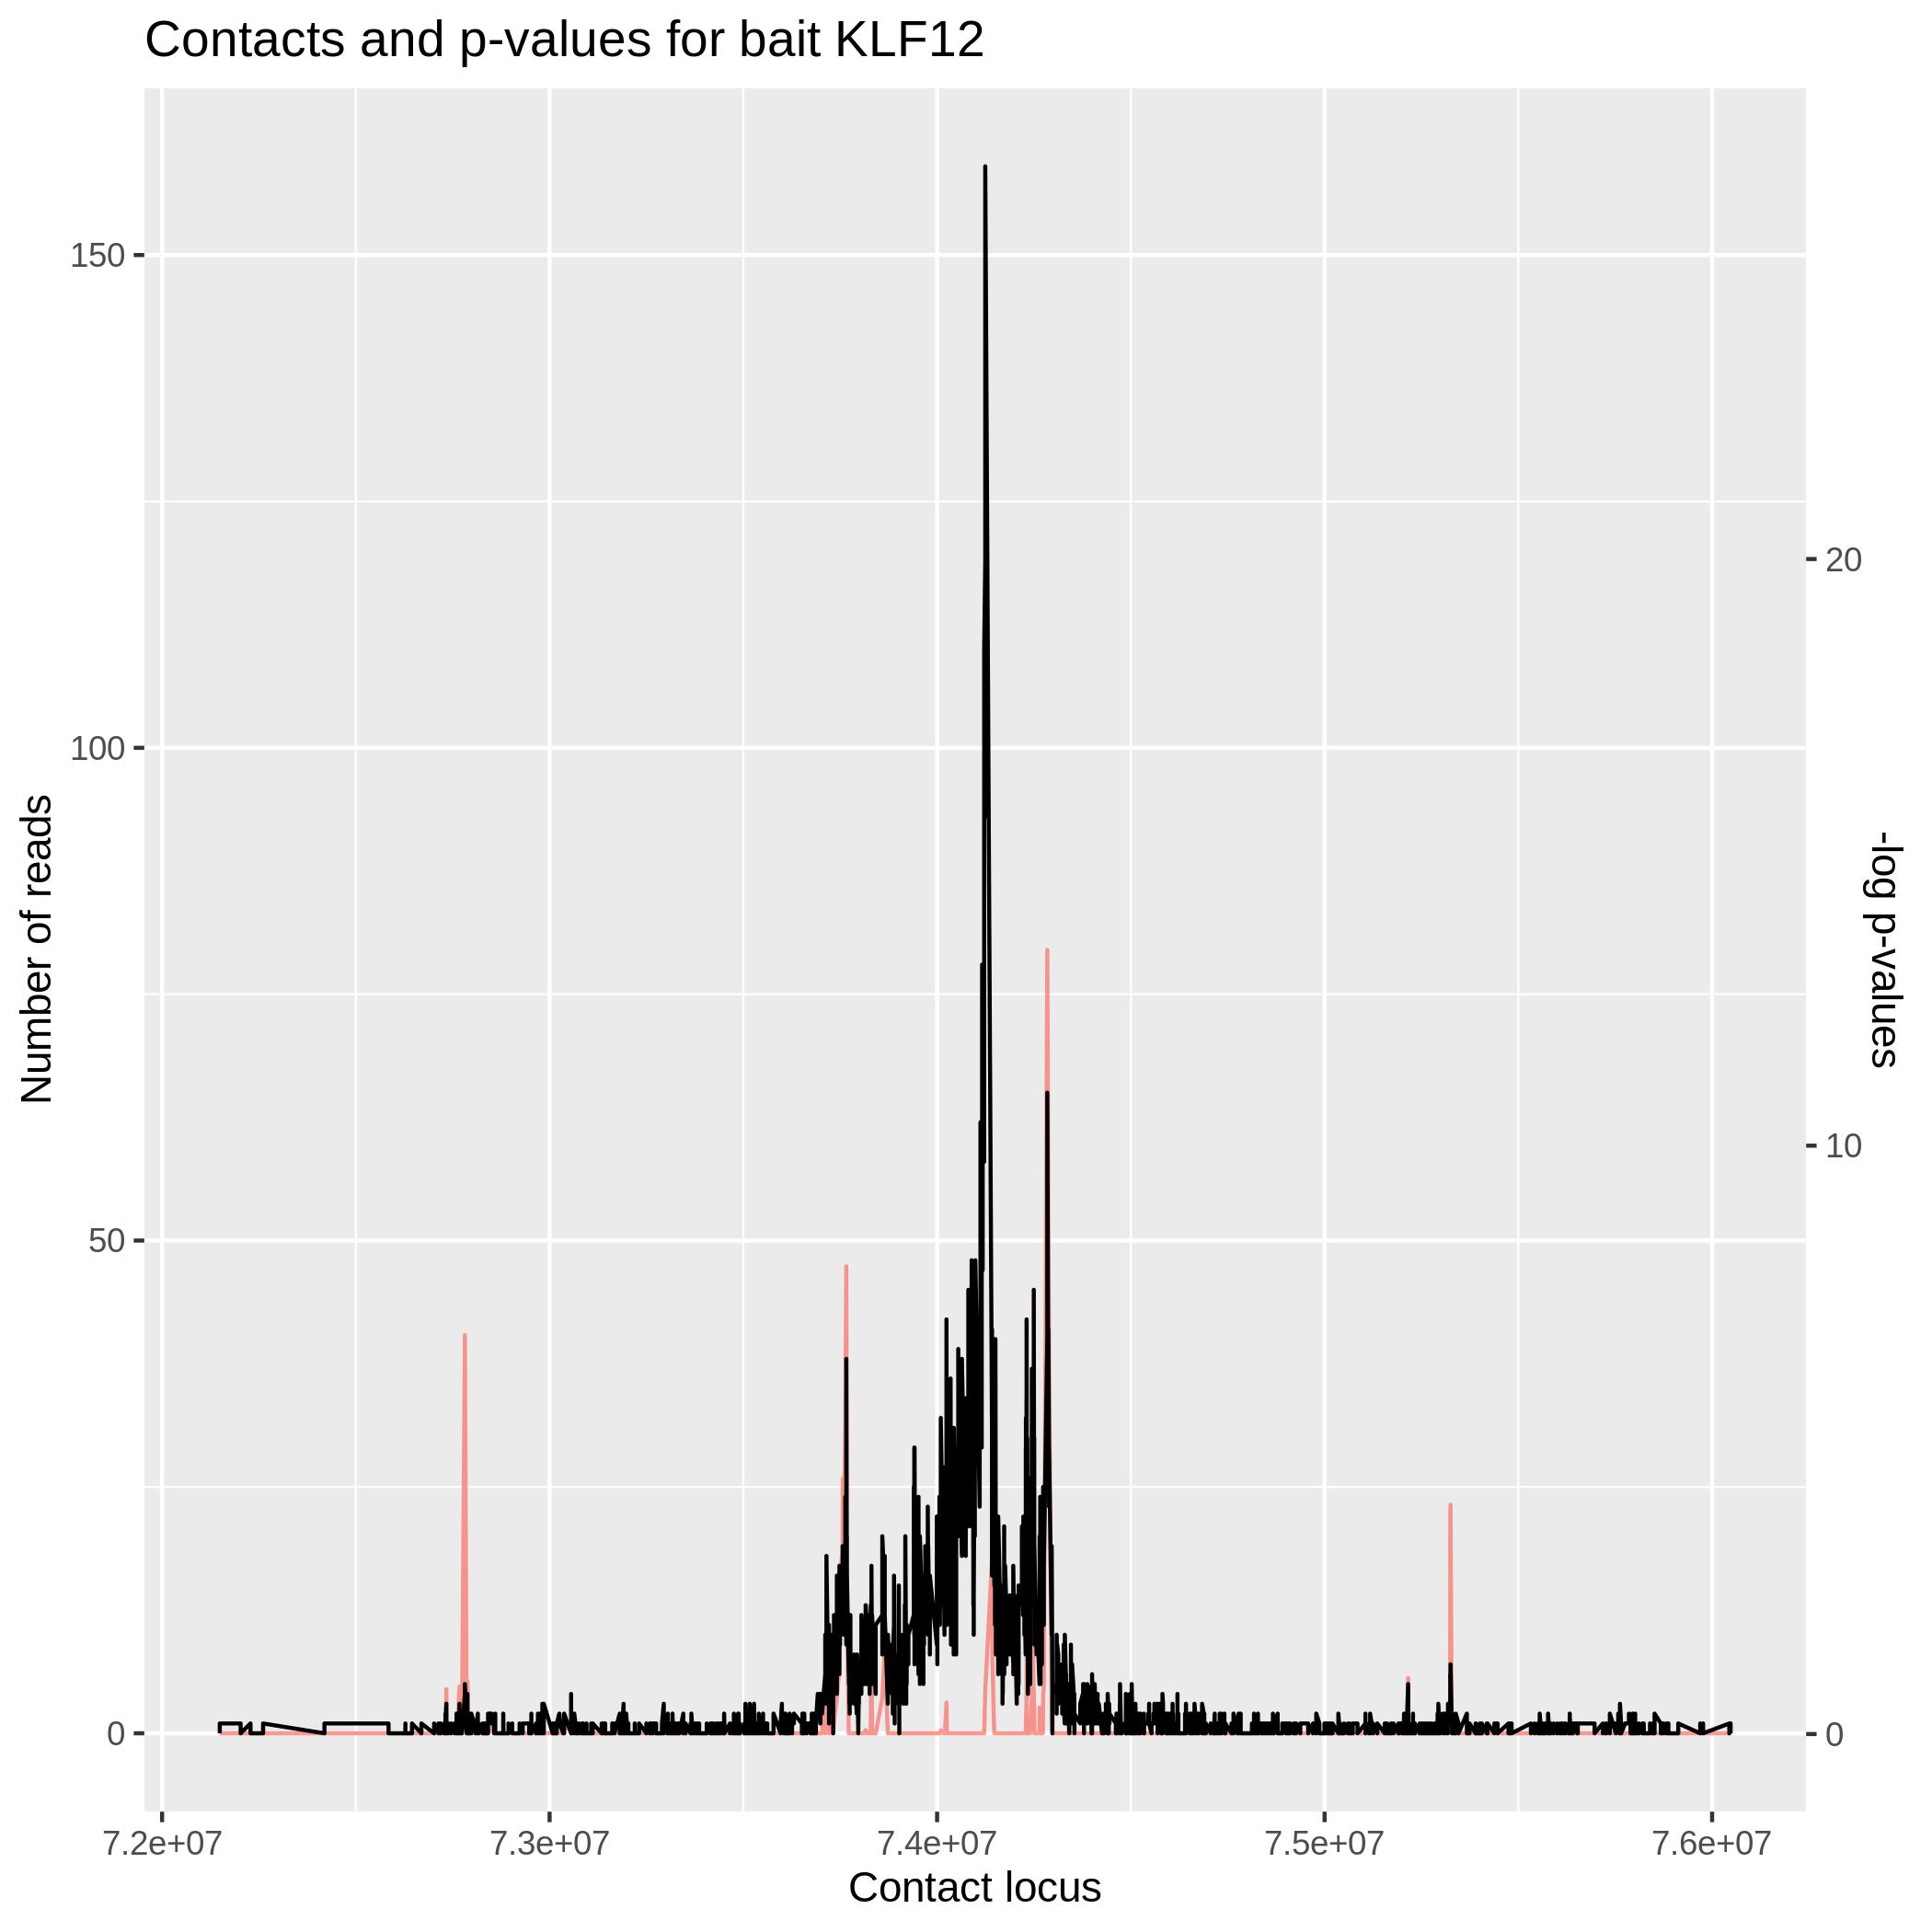 Contacts and p-values for bait KLF12
150
100
50
0
Number of reads
20
10
0
-log p-values
7.2e+07 7.3e+07 7.4e+07 7.5e+07 7.6e+07
Contact locus